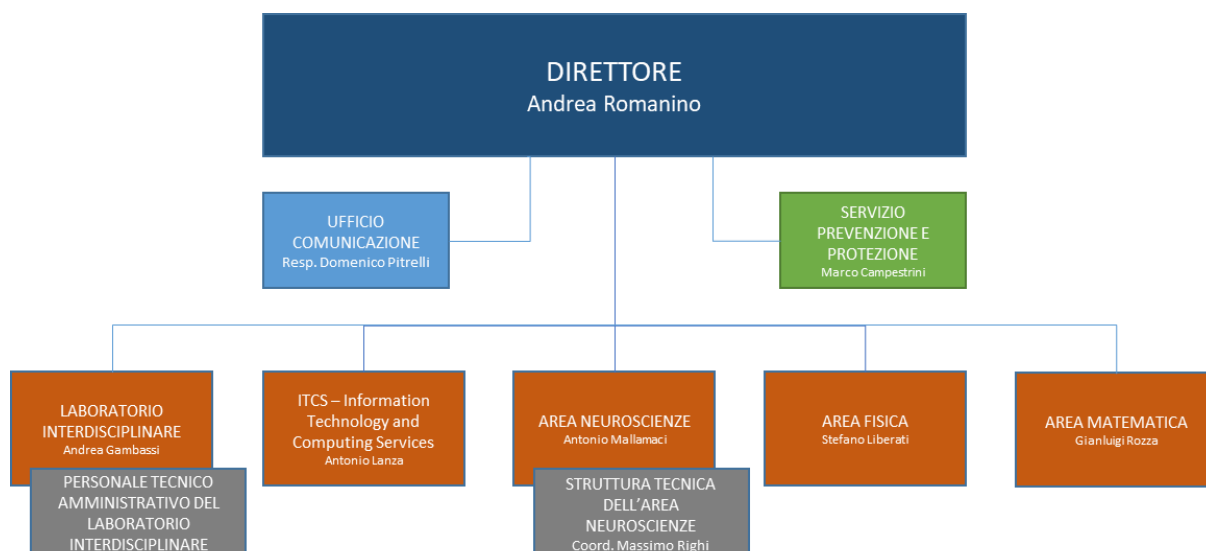 DIRETTORE
Andrea Romanino
UFFICIO
COMUNICAZIONE
Resp. Domenico Pitrelli
SERVIZIO
PREVENZIONE E
PROTEZIONE
Marco Campestrini
LABORATORIO
INTERDISCIPLINARE
Andrea Gambassi
PERSONALE TECNICO
AMMINISTRATIVO DEL
LABORATORIO
INTERDISCIPLINARE
ITCS – Information
Technology and
Computing Services
Antonio Lanza
AREA NEUROSCIENZE
Antonio Mallamaci
STRUTTURA TECNICA
DELL’AREA
NEUROSCIENZE
Coord. Massimo Righi
AREA FISICA
Stefano Liberati
AREA MATEMATICA
Gianluigi Rozza